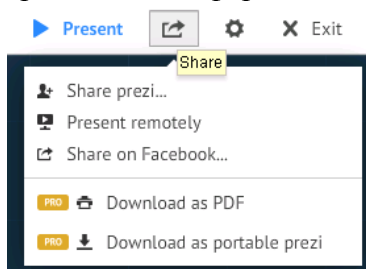 Present Exit
Share
Share prezi...
Present remotely
Share on Facebook...
PRO Download as PDF
PRO Download as portable prezi